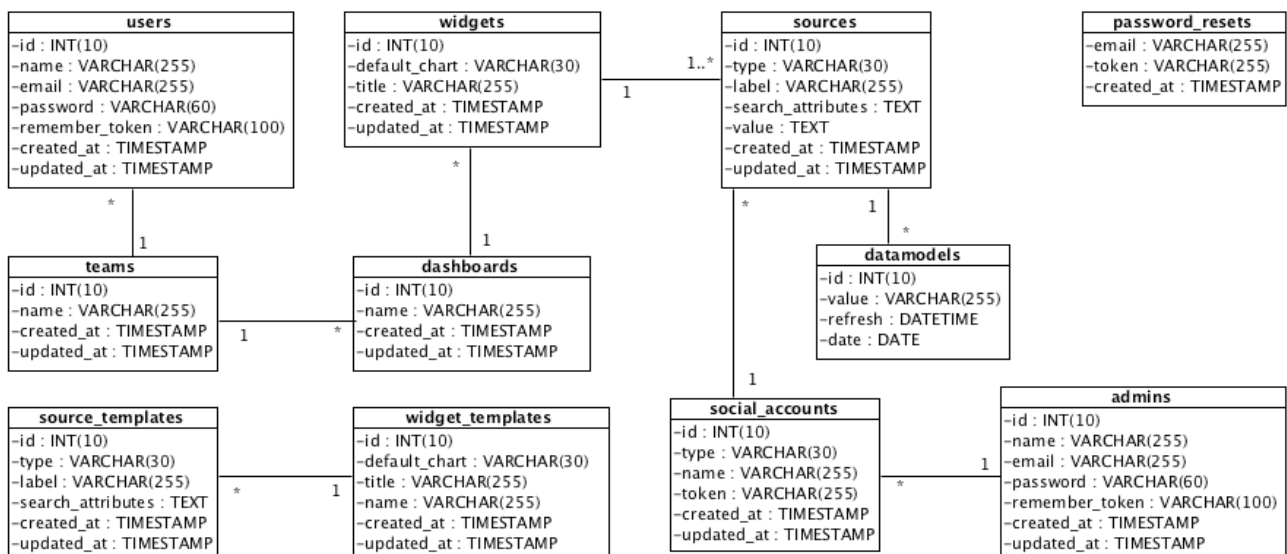 users
-id : INT(10)
-name : VARCHAR(255)
-email : VARCHAR(255)
-password : VARCHAR(60)
-remember_token : VARCHAR(100)
-created_at : TIMESTAMP
-updated_at : TIMESTAMP
widgets
-id : INT(10)
-default_chart : VARCHAR(30)
-title : VARCHAR(255)
-created_at : TIMESTAMP
-updated_at : TIMESTAMP
1..*
1
sources
-id : INT(10)
-type : VARCHAR(30)
-label : VARCHAR(255)
-search_attributes : TEXT
-value : TEXT
-created_at : TIMESTAMP
-updated_at : TIMESTAMP
password_resets
-email : VARCHAR(255)
-token : VARCHAR(255)
-created_at : TIMESTAMP
*
1
*
1
*
1
1
*
teams
-id : INT(10)
-name : VARCHAR(255)
-created_at : TIMESTAMP
-updated_at : TIMESTAMP
1
*
dashboards
-id : INT(10)
-name : VARCHAR(255)
-created_at : TIMESTAMP
-updated_at : TIMESTAMP
datamodels
-id : INT(10)
-value : VARCHAR(255)
-refresh : DATETIME
-date : DATE
source_templates
-id : INT(10)
-type : VARCHAR(30)
-label : VARCHAR(255)
-search_attributes : TEXT
-created_at : TIMESTAMP
-updated_at : TIMESTAMP
*
1
widget_templates
-id : INT(10)
-default_chart : VARCHAR(30)
-title : VARCHAR(255)
-name : VARCHAR(255)
-created_at : TIMESTAMP
-updated_at : TIMESTAMP
social_accounts
-id : INT(10)
-type : VARCHAR(30)
-name : VARCHAR(255)
-token : VARCHAR(255)
-created_at : TIMESTAMP
-updated_at : TIMESTAMP
*
1
admins
-id : INT(10)
-name : VARCHAR(255)
-email : VARCHAR(255)
-password : VARCHAR(60)
-remember_token : VARCHAR(100)
-created_at : TIMESTAMP
-updated_at : TIMESTAMP